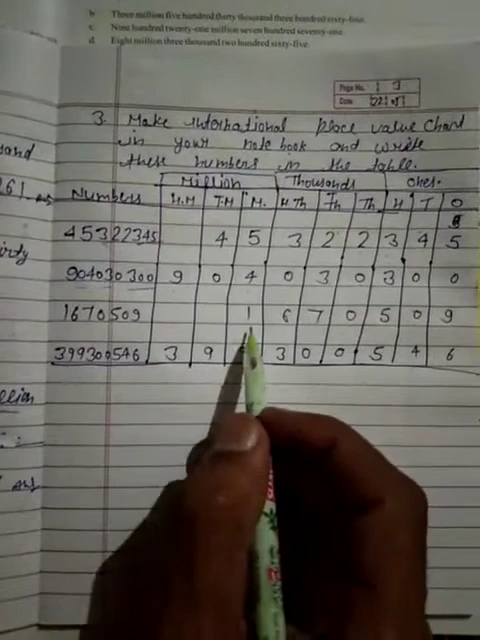 b Three million five hundred thirty thousand three hundred sixty-four.
c Nine hundred twenty-one million seven hundred seventy-one.
d Eight million three thousand two hundred sixty-five
Page No. 1 3
Date
3. Make international place value chart
in your note book and write
these numbers in the table.
Million Thousands Ones.
Numbers H.M T.M M. H Th Th Th H T O
45322345 4 5 3 2 2 3 4 5
904030300 9 0 4 0 3 0 3 0 0
1670509 1 6 7 0 5 0 9
399300546 3 9 3 0 0 5 4 6